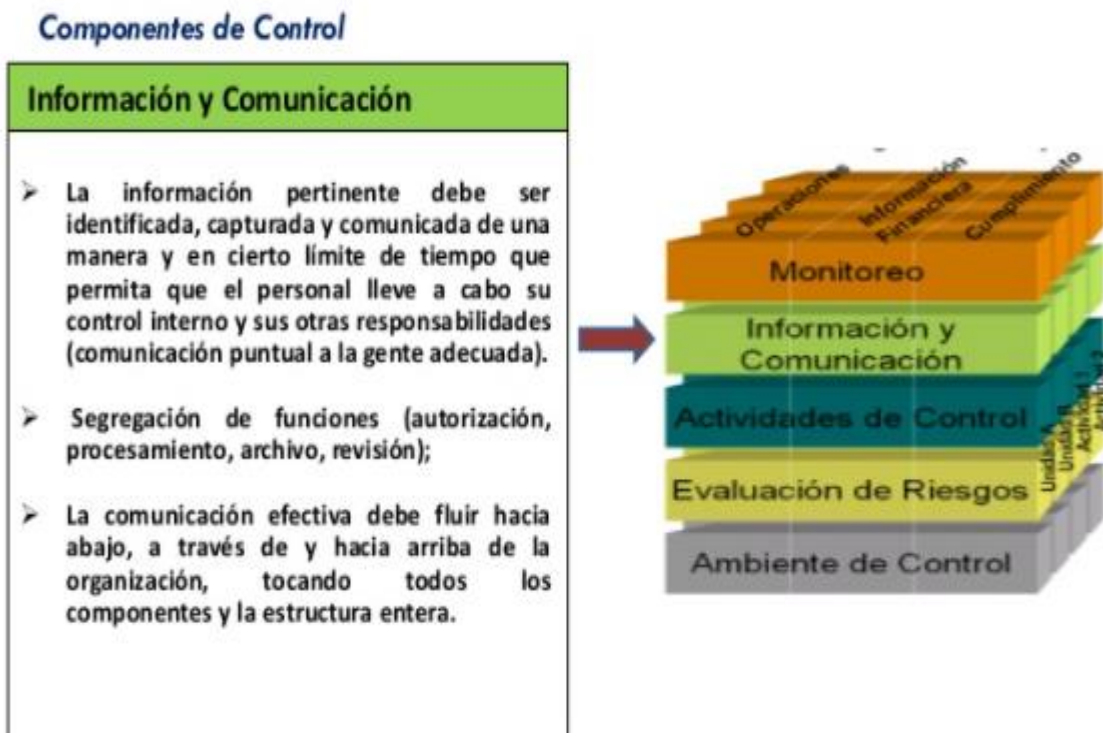 Componentes de Control
Información y Comunicación
➤ La información pertinente debe ser
identificada, capturada y comunicada de una
manera y en cierto límite de tiempo que
permita que el personal lleve a cabo su
control interno y sus otras responsabilidades
(comunicación puntual a la gente adecuada).
➤ Segregación de funciones (autorización,
procesamiento, archivo, revisión);
➤ La comunicación efectiva debe fluir hacia
abajo, a través de y hacia arriba de la
organización, tocando todos los
componentes y la estructura entera.
Operaciones
Información
Financiera
Cumplimiento
Monitoreo
Información y
Comunicación
Actividades de Control
Evaluación de Riesgos
Ambiente de Control
Unidad A
Unidad B
Actividad 1
Actividad 2